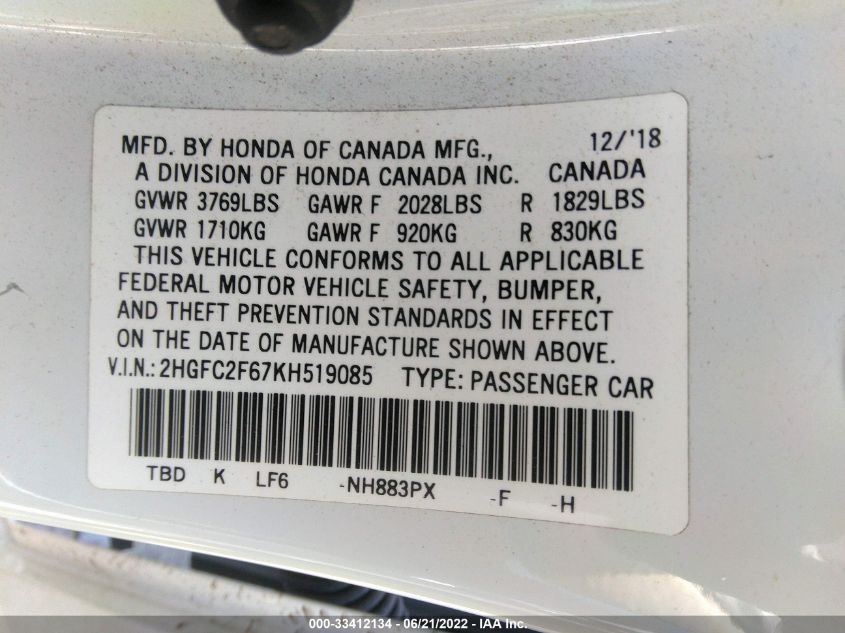 MFD. BY HONDA OF CANADA MFG., 12/'18
A DIVISION OF HONDA CANADA INC. CANADA
GVWR 3769LBS GAWR F 2028LBS R 1829LBS
GVWR 1710KG GAWR F 920KG R 830KG
THIS VEHICLE CONFORMS TO ALL APPLICABLE
FEDERAL MOTOR VEHICLE SAFETY, BUMPER,
AND THEFT PREVENTION STANDARDS IN EFFECT
ON THE DATE OF MANUFACTURE SHOWN ABOVE.
V.I.N.: 2HGFC2F67KH519085 TYPE: PASSENGER CAR
TBD K LF6 -NH883PX -F -H
000-33412134 - 06/21/2022 - IAA Inc.